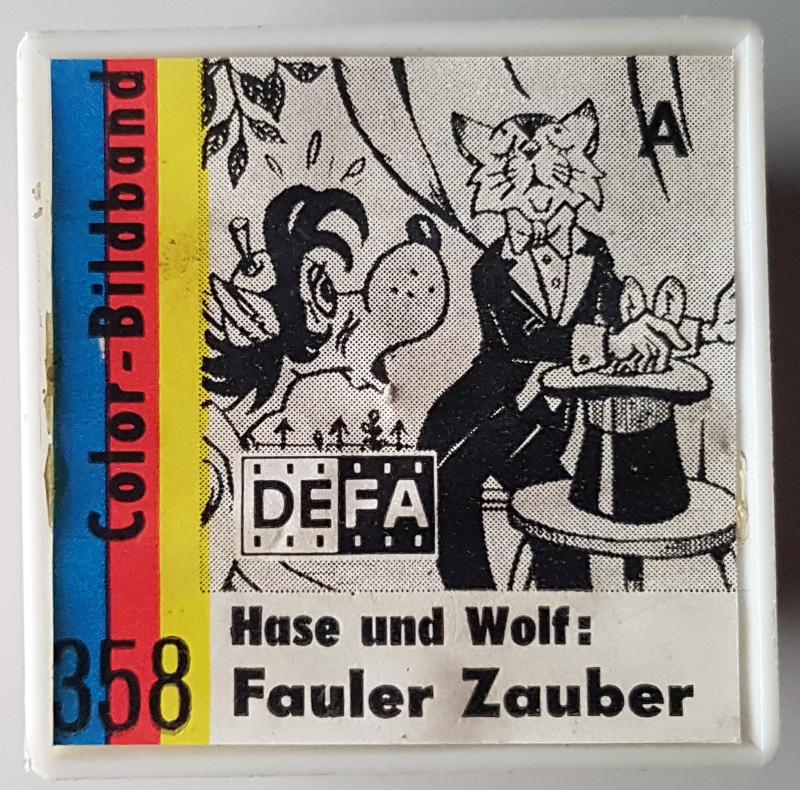 Color-Bildband
A
DEFA
358
Hase und Wolf:
Fauler Zauber